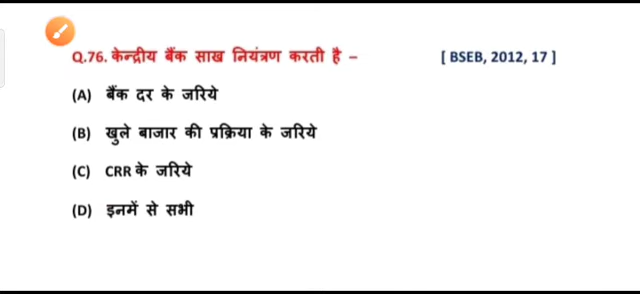 Q.76. केन्द्रीय बैंक साख नियंत्रण करती है – [ BSEB, 2012, 17 ]
(A) बैंक दर के जरिये
(B) खुले बाजार की प्रक्रिया के जरिये
(C) CRR के जरिये
(D) इनमें से सभी